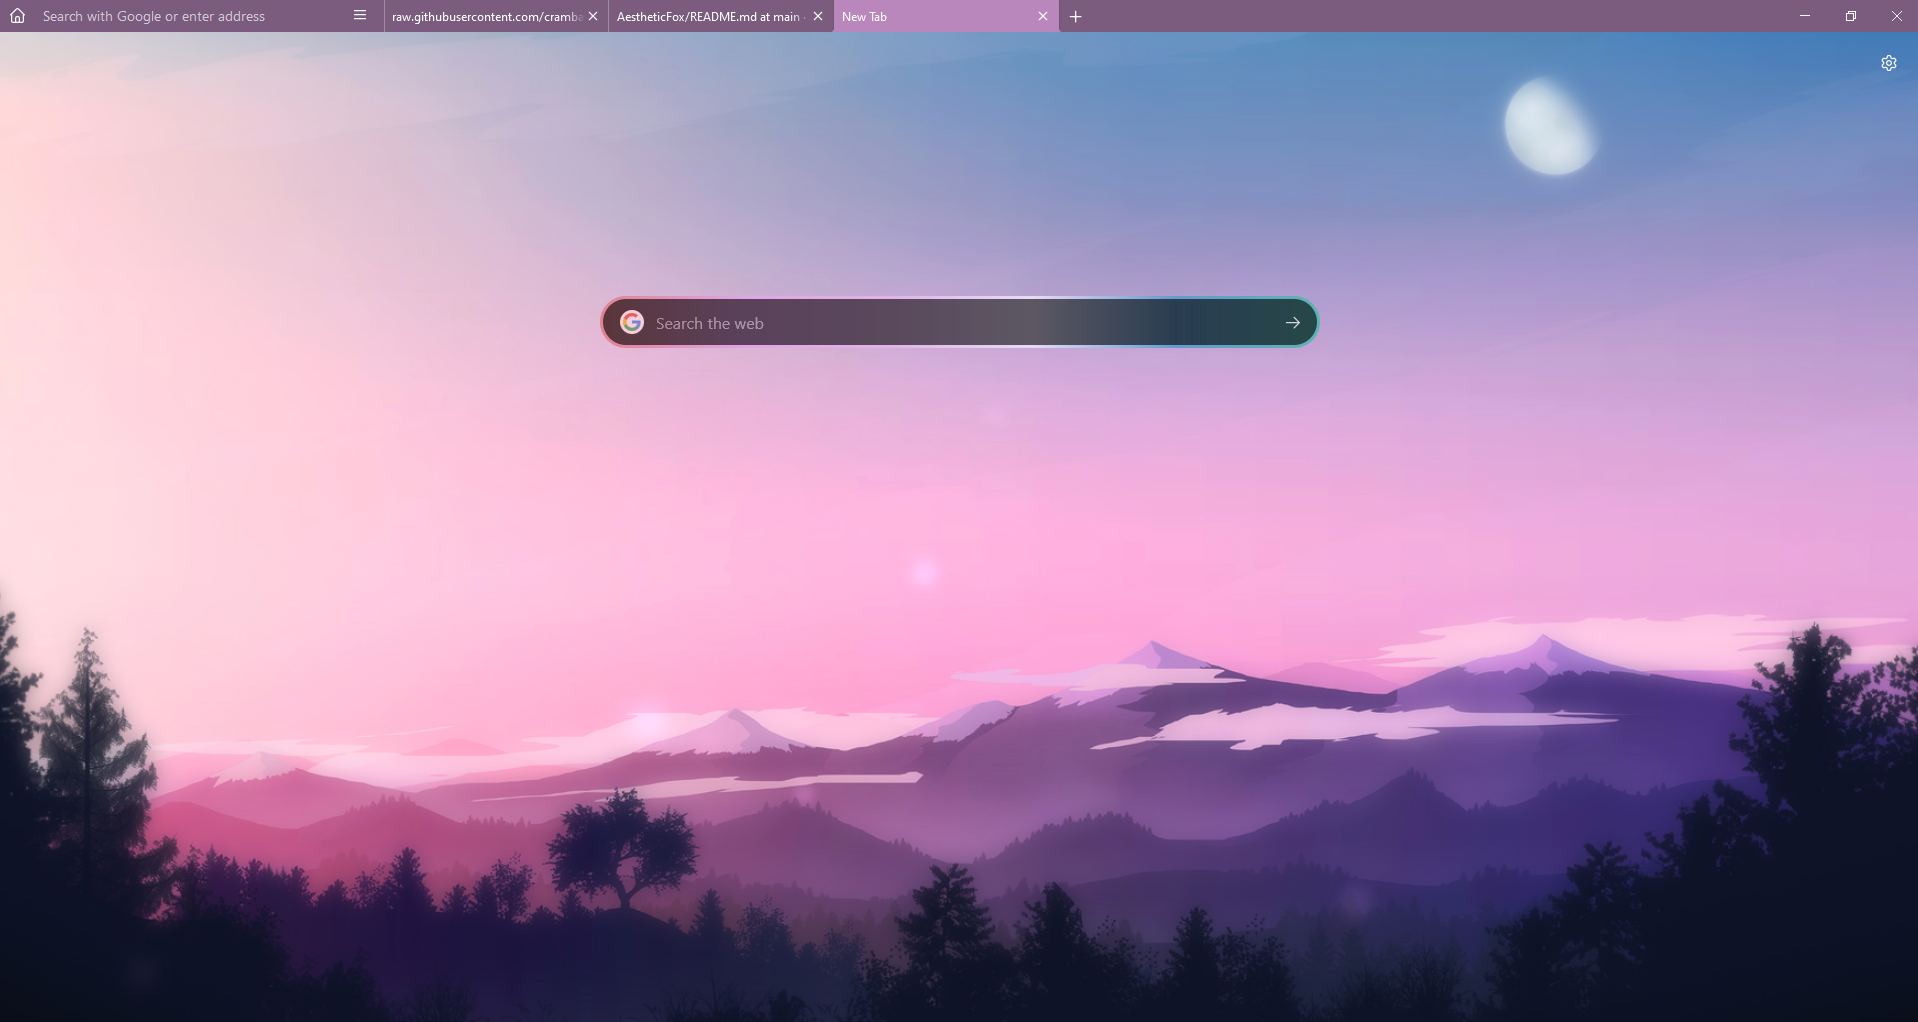 Search with Google or enter address
raw.githubusercontent.com/cramba
AestheticFox/README.md at main ·
New Tab
Search the web